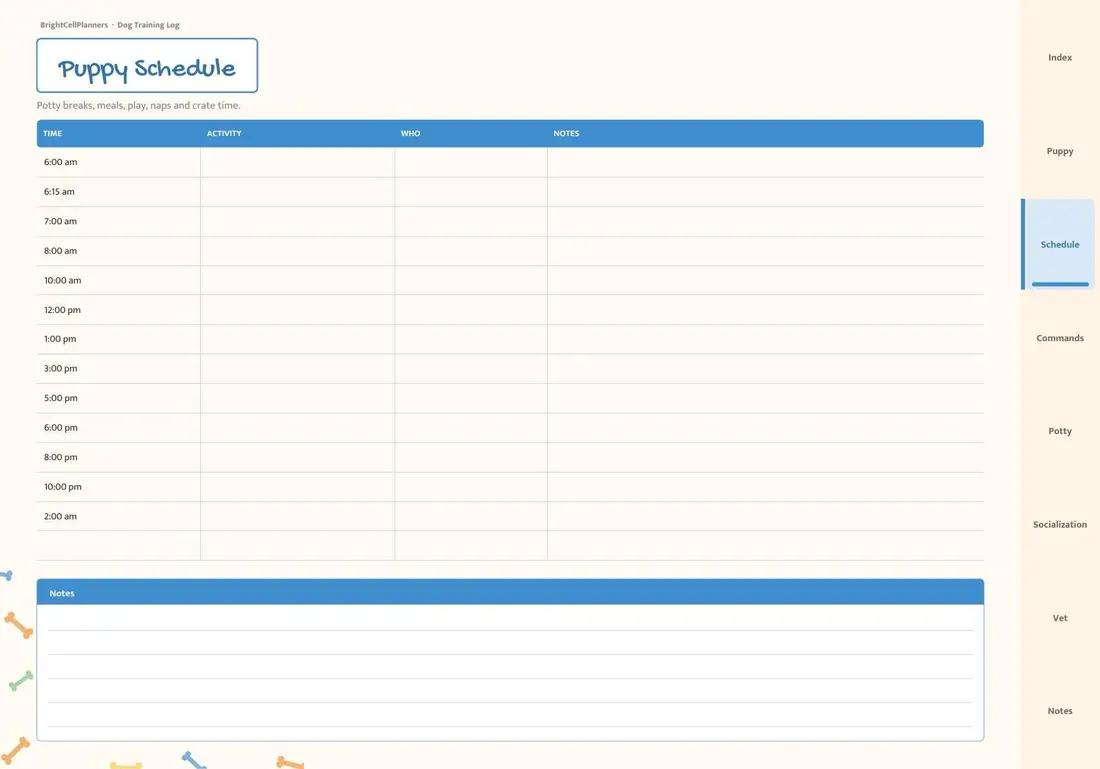 BrightCellPlanners · Dog Training Log
Puppy Schedule
Potty breaks, meals, play, naps and crate time.
TIME ACTIVITY WHO NOTES
6:00 am
6:15 am
7:00 am
8:00 am
10:00 am
12:00 pm
1:00 pm
3:00 pm
5:00 pm
6:00 pm
8:00 pm
10:00 pm
2:00 am
Notes
Index
Puppy
Schedule
Commands
Potty
Socialization
Vet
Notes